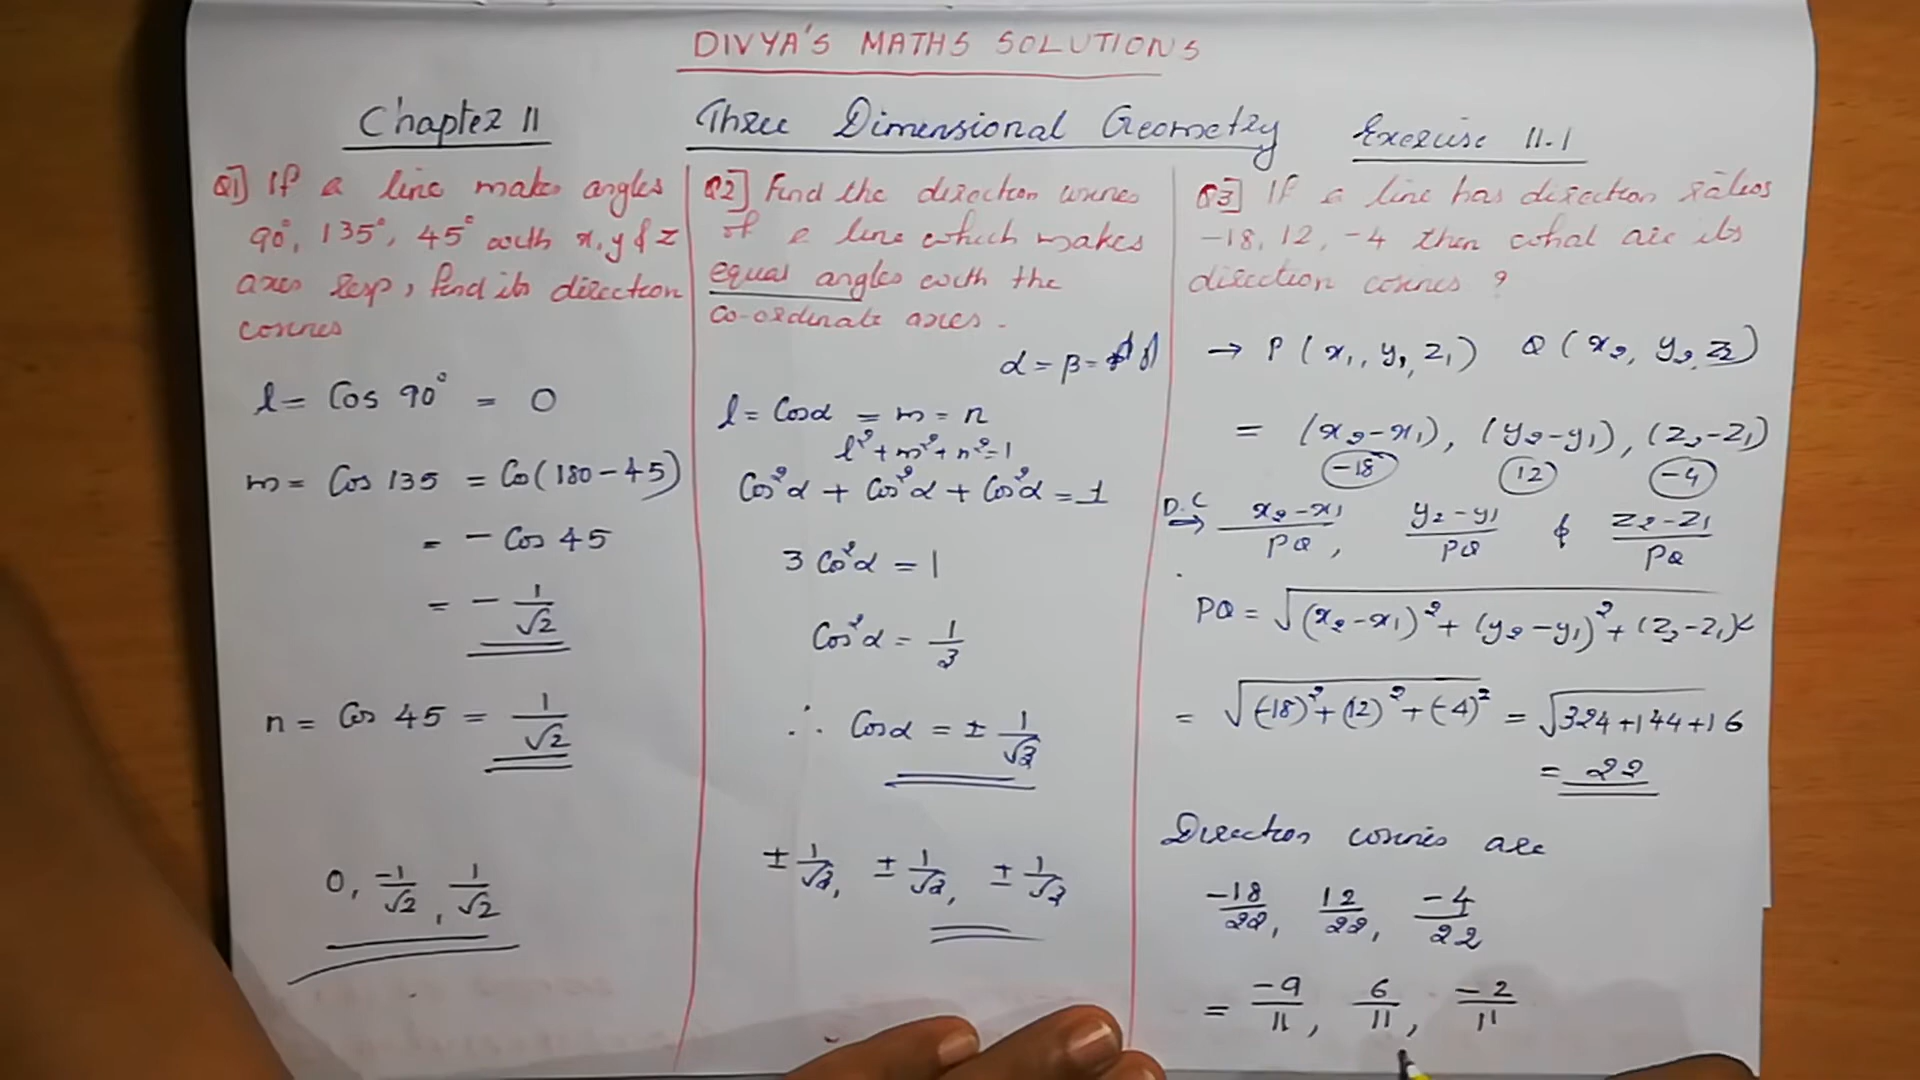 DIVYA'S MATHS SOLUTIONS
Chapter 11
Three Dimensional Geometry
Exercise 11.1
Q1] If a line makes angles
90°, 135°, 45° with x, y & z
axes resp, find its direction
cosines
l = Cos 90° = 0
m = Cos 135 = Co(180-45)
= - Cos 45
= - 1/√2
n = Cos 45 = 1/√2
0, -1/√2, 1/√2
Q2] Find the direction cosines
of a line which makes
equal angles with the
co-ordinate axes.
α = β =
l = Cosα = m = n
l² + m² + n² = 1
Cos²α + Cos²α + Cos²α = 1
3 Cos²α = 1
Cos²α = 1/3
∴ Cosα = ± 1/√3
± 1/√3, ± 1/√3, ± 1/√3
Q3] If a line has direction ratios
-18, 12, -4 then what are its
direction cosines ?
→ P(x₁, y₁, z₁) Q(x₂, y₂, z₂)
= (x₂-x₁), (y₂-y₁), (z₂-z₁)
-18 12 -4
D.C
⇒ x₂-x₁/PQ, y₂-y₁/PQ & z₂-z₁/PQ
PQ = √(x₂-x₁)² + (y₂-y₁)² + (z₂-z₁)²
= √(-18)² + (12)² + (-4)² = √324+144+16
= 22
Direction cosines are
-18/22, 12/22, -4/22
= -9/11, 6/11, -2/11